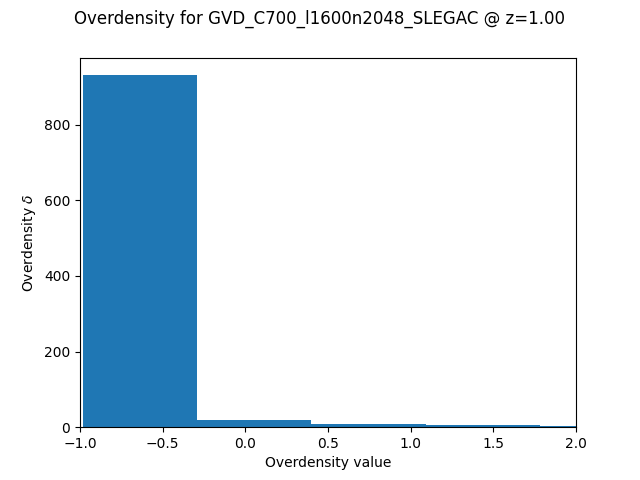 Overdensity for GVD_C700_l1600n2048_SLEGAC @ z=1.00
Overdensity δ
800
600
400
200
0
−1.0 −0.5 0.0 0.5 1.0 1.5 2.0
Overdensity value